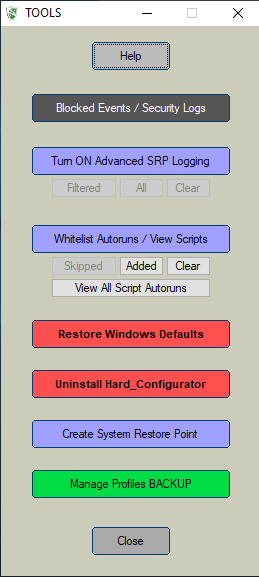 TOOLS
Help
Blocked Events / Security Logs
Turn ON Advanced SRP Logging
Filtered All Clear
Whitelist Autoruns / View Scripts
Skipped Added Clear
View All Script Autoruns
Restore Windows Defaults
Uninstall Hard_Configurator
Create System Restore Point
Manage Profiles BACKUP
Close